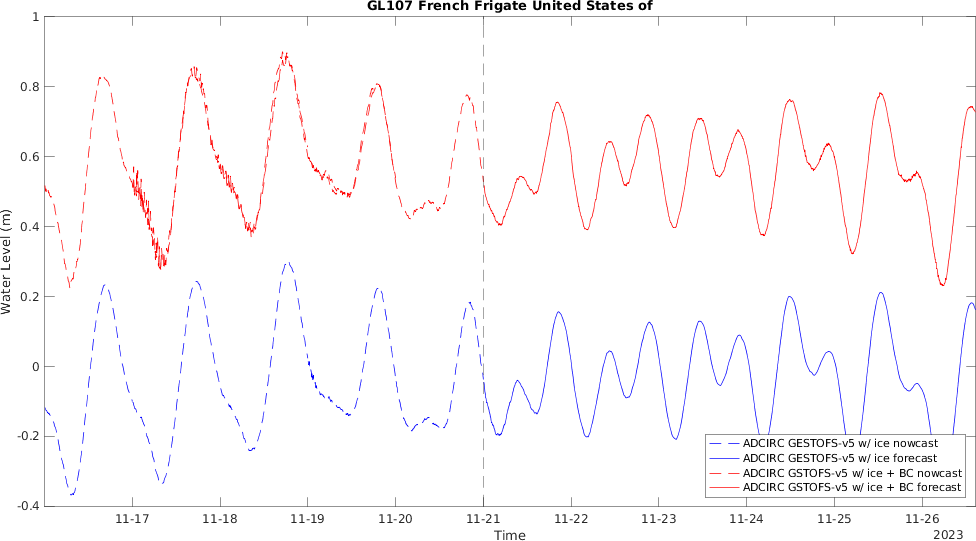 GL107 French Frigate United States of
Water Level (m)
1
0.8
0.6
0.4
0.2
0
-0.2
-0.4
ADCIRC GESTOFS-v5 w/ ice nowcast
ADCIRC GESTOFS-v5 w/ ice forecast
ADCIRC GSTOFS-v5 w/ ice + BC nowcast
ADCIRC GSTOFS-v5 w/ ice + BC forecast
11-17 11-18 11-19 11-20 11-21 11-22 11-23 11-24 11-25 11-26
Time
2023